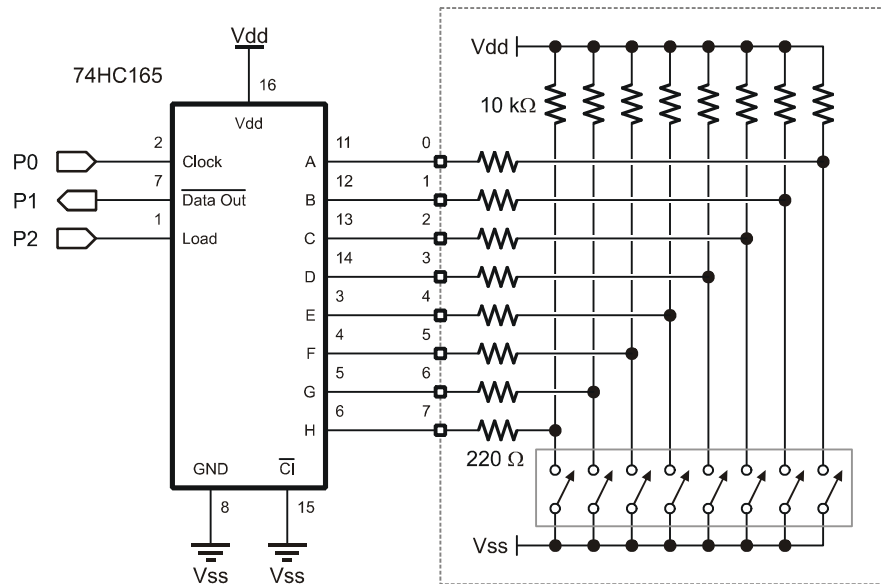 Vdd
74HC165
16
Vdd
Vdd
10 kΩ
P0
2
Clock
A
11
0
P1
7
Data Out
B
12
1
P2
1
Load
C
13
2
D
14
3
E
3
4
F
4
5
G
5
6
H
6
7
220 Ω
GND
CI
8
15
Vss
Vss
Vss